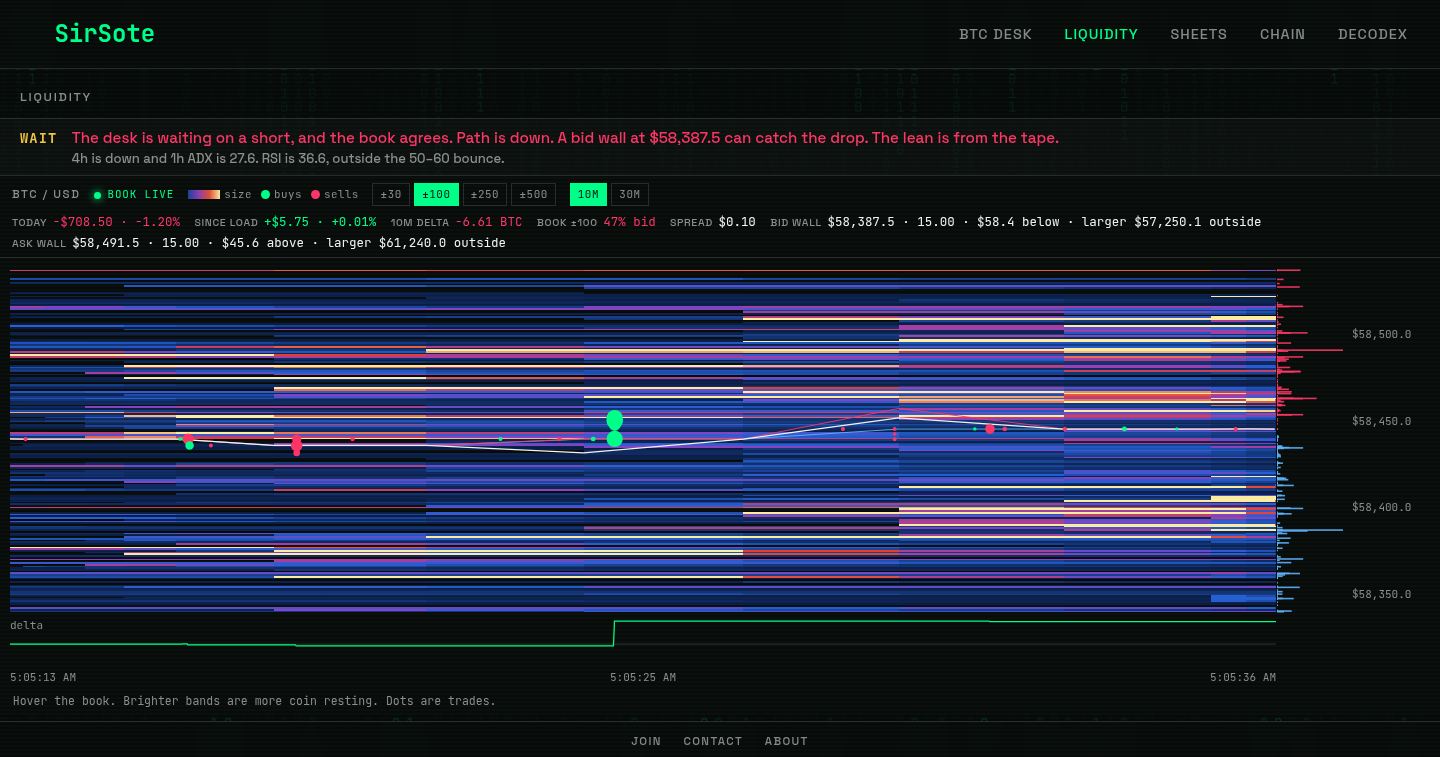 SirSote
BTC DESK LIQUIDITY SHEETS CHAIN DECODEX
LIQUIDITY
WAIT The desk is waiting on a short, and the book agrees. Path is down. A bid wall at $58,387.5 can catch the drop. The lean is from the tape.
4h is down and 1h ADX is 27.6. RSI is 36.6, outside the 50–60 bounce.
BTC / USD BOOK LIVE size buys sells ±30 ±100 ±250 ±500 10M 30M
TODAY -$708.50 · -1.20% SINCE LOAD +$5.75 · +0.01% 10M DELTA -6.61 BTC BOOK ±100 47% bid SPREAD $0.10 BID WALL $58,387.5 · 15.00 · $58.4 below · larger $57,250.1 outside
ASK WALL $58,491.5 · 15.00 · $45.6 above · larger $61,240.0 outside
$58,500.0
$58,450.0
$58,400.0
$58,350.0
delta
5:05:13 AM 5:05:25 AM 5:05:36 AM
Hover the book. Brighter bands are more coin resting. Dots are trades.
JOIN CONTACT ABOUT